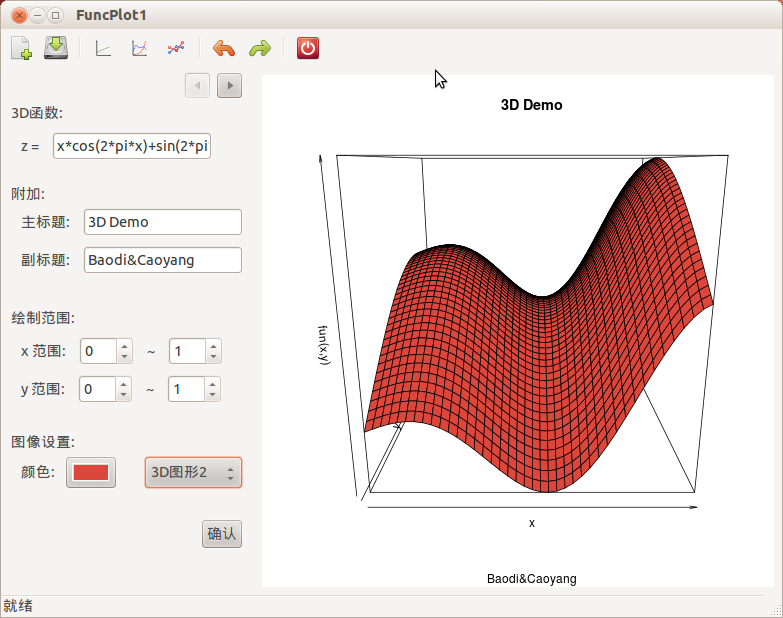 FuncPlot1
3D函数:
z = x*cos(2*pi*x)+sin(2*pi
附加:
主标题: 3D Demo
副标题: Baodi&Caoyang
绘制范围:
x 范围: 0 ~ 1
y 范围: 0 ~ 1
图像设置:
颜色: 3D图形2
确认
3D Demo
fun(x,y)
y
x
Baodi&Caoyang
就绪